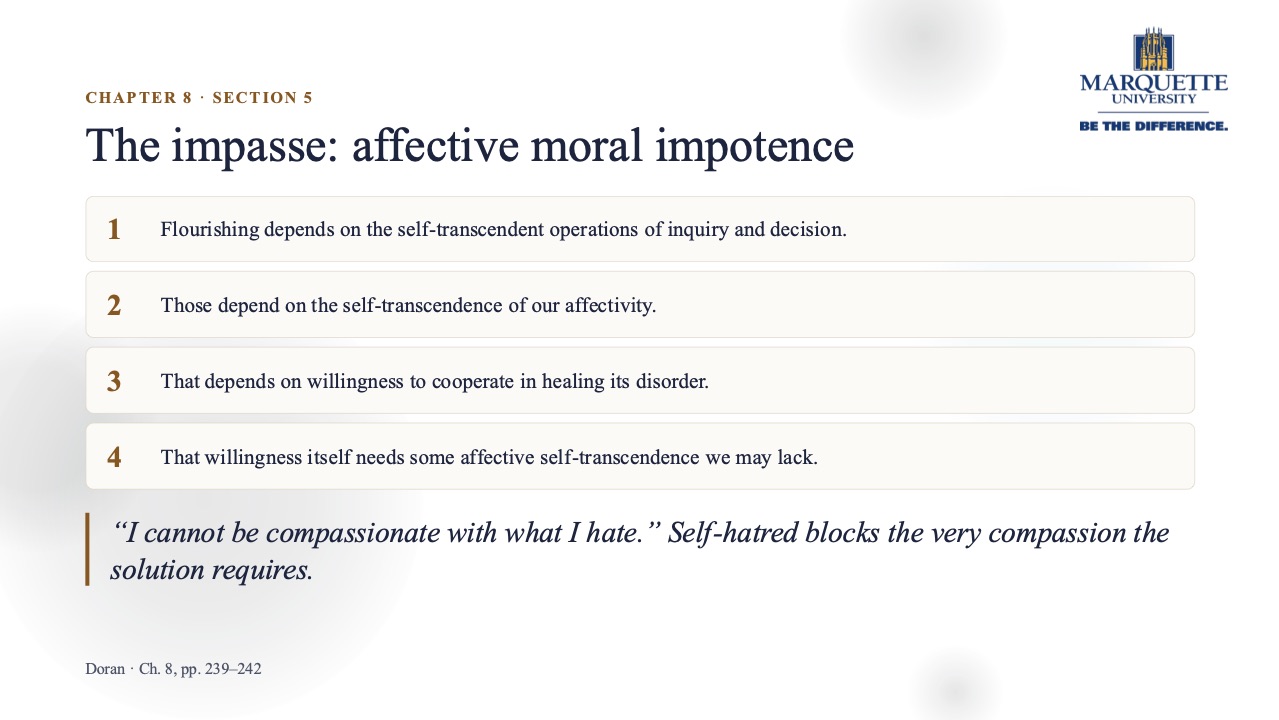 MARQUETTE
UNIVERSITY
BE THE DIFFERENCE.
CHAPTER 8 · SECTION 5
The impasse: affective moral impotence
1 Flourishing depends on the self-transcendent operations of inquiry and decision.
2 Those depend on the self-transcendence of our affectivity.
3 That depends on willingness to cooperate in healing its disorder.
4 That willingness itself needs some affective self-transcendence we may lack.
“I cannot be compassionate with what I hate.” Self-hatred blocks the very compassion the
solution requires.
Doran · Ch. 8, pp. 239–242